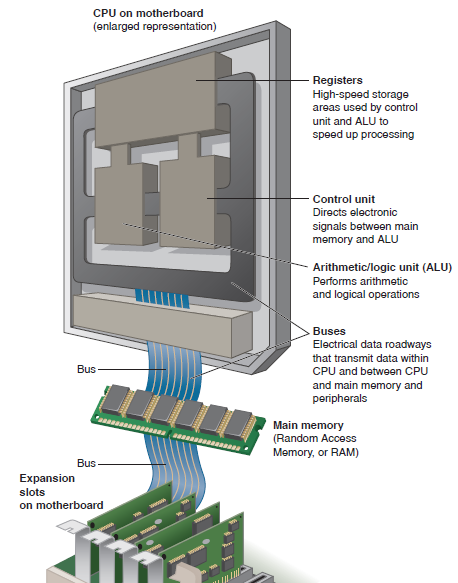 CPU on motherboard
(enlarged representation)
Registers
High-speed storage
areas used by control
unit and ALU to
speed up processing
Control unit
Directs electronic
signals between main
memory and ALU
Arithmetic/logic unit (ALU)
Performs arithmetic
and logical operations
Buses
Electrical data roadways
that transmit data within
CPU and between CPU
and main memory and
peripherals
Bus
Main memory
(Random Access
Memory, or RAM)
Bus
Expansion
slots
on motherboard